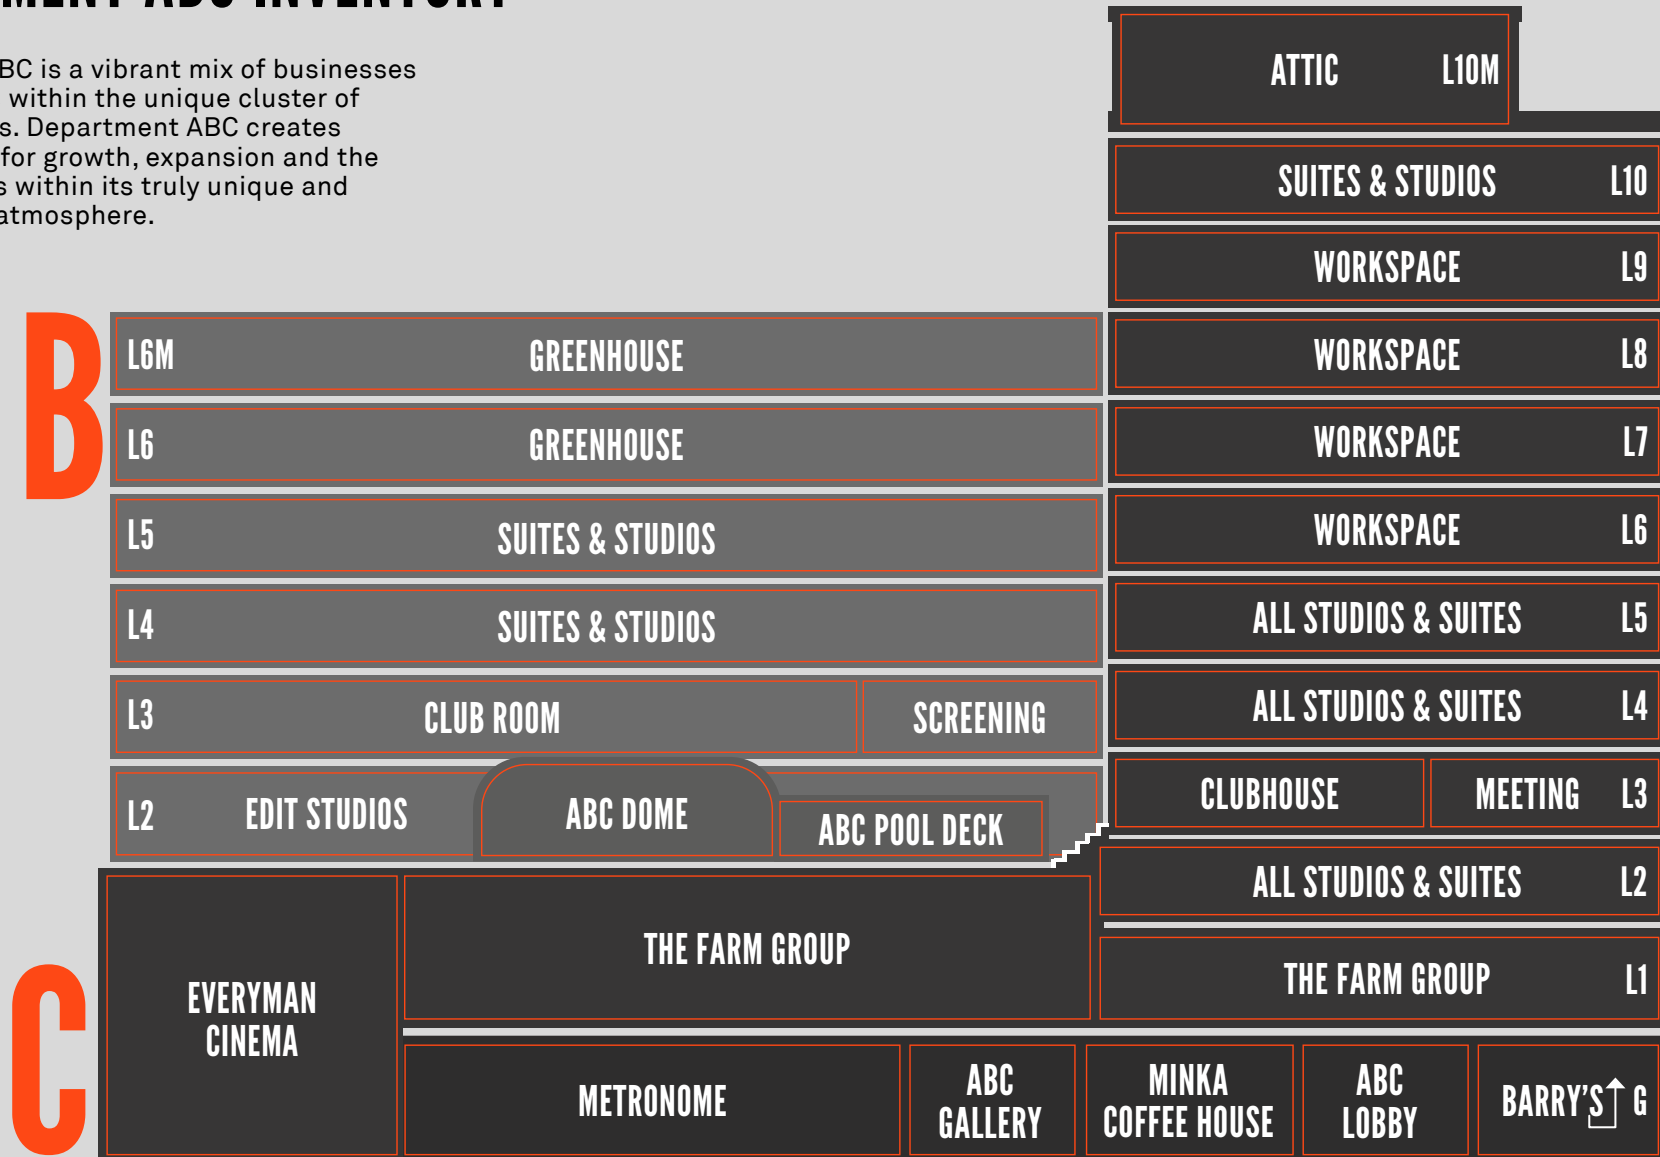 MENT ABC INVENTORY
BC is a vibrant mix of businesses
within the unique cluster of
s. Department ABC creates
for growth, expansion and the
s within its truly unique and
atmosphere.
ATTIC L10M
SUITES & STUDIOS L10
WORKSPACE L9
WORKSPACE L8
WORKSPACE L7
WORKSPACE L6
ALL STUDIOS & SUITES L5
ALL STUDIOS & SUITES L4
CLUBHOUSE MEETING L3
ALL STUDIOS & SUITES L2
THE FARM GROUP L1
B
L6M GREENHOUSE
L6 GREENHOUSE
L5 SUITES & STUDIOS
L4 SUITES & STUDIOS
L3 CLUB ROOM SCREENING
L2 EDIT STUDIOS ABC DOME ABC POOL DECK
C
EVERYMAN
CINEMA
THE FARM GROUP
METRONOME
ABC
GALLERY
MINKA
COFFEE HOUSE
ABC
LOBBY
BARRY'S G